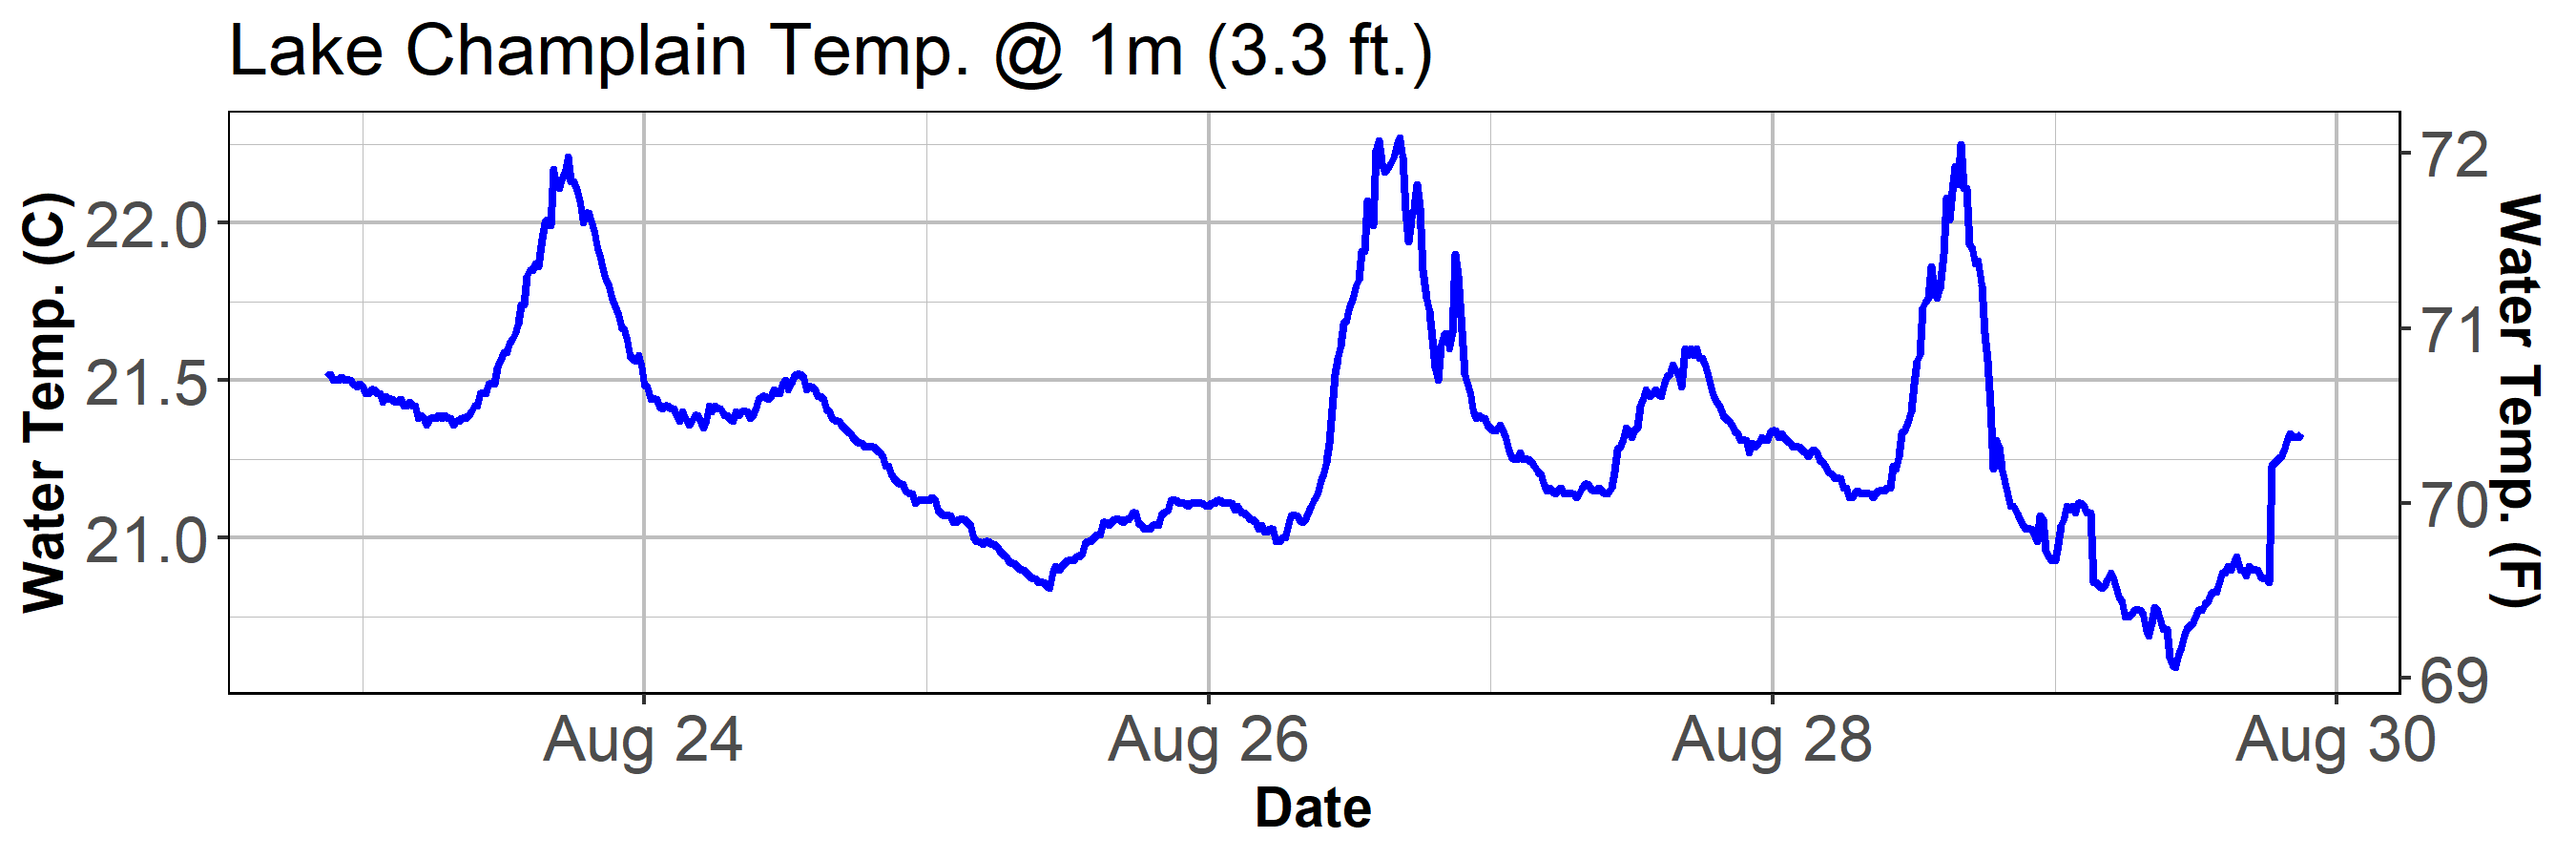 Lake Champlain Temp. @ 1m (3.3 ft.)
Water Temp. (C)
22.0
21.5
21.0
72
71
70
69
Water Temp. (F)
Aug 24
Aug 26
Aug 28
Aug 30
Date